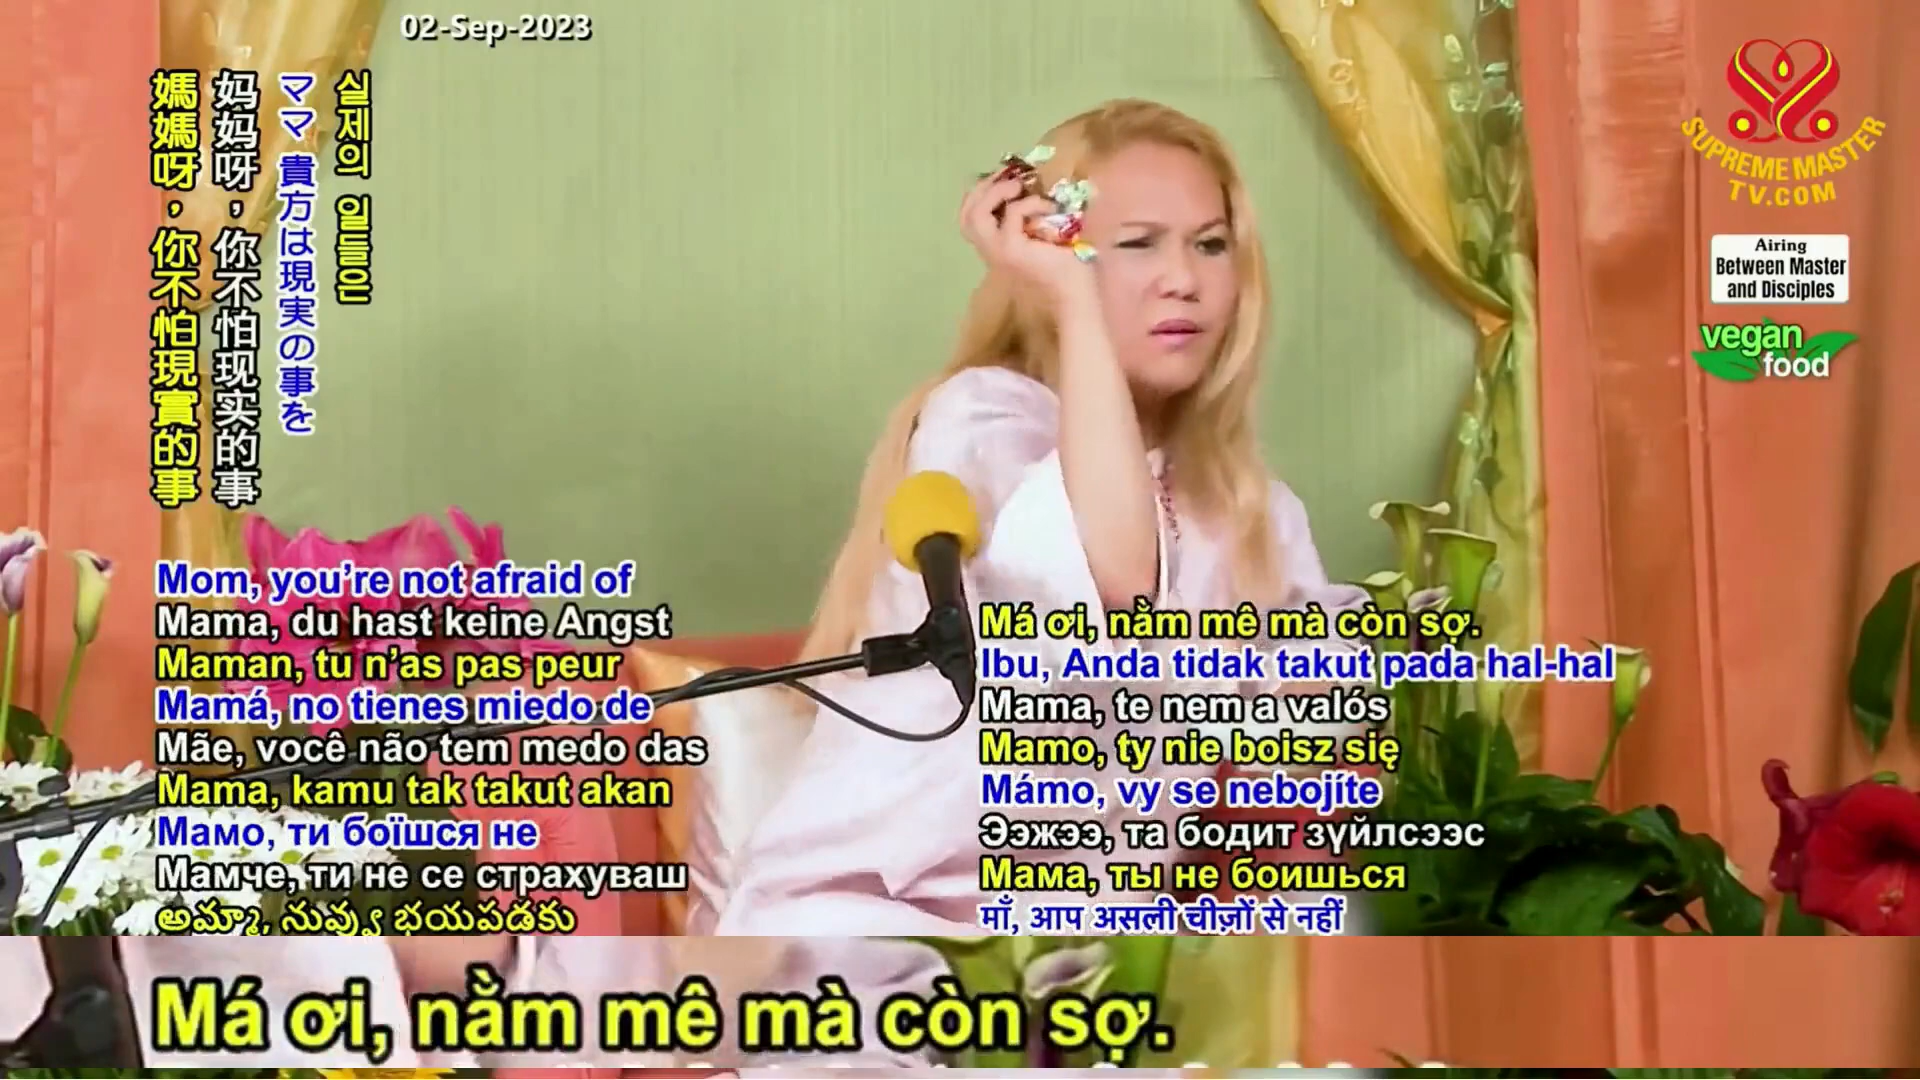 02-Sep-2023
媽媽呀，你不怕現實的事
妈妈呀，你不怕现实的事
ママ 貴方は現実の事を
실제의 일들은
SUPREME MASTER
TV.COM
Airing
Between Master
and Disciples
vegan
food
Mom, you're not afraid of
Mama, du hast keine Angst
Maman, tu n'as pas peur
Mamá, no tienes miedo de
Mãe, você não tem medo das
Mama, kamu tak takut akan
Мамо, ти боїшся не
Мамче, ти не се страхуваш
అమ్మా, నువ్వు భయపడకు
Má ơi, nằm mê mà còn sợ.
Ibu, Anda tidak takut pada hal-hal
Mama, te nem a valós
Mamo, ty nie boisz się
Mámo, vy se nebojíte
Ээжээ, та бодит зүйлсээс
Мама, ты не боишься
माँ, आप असली चीज़ों से नहीं
Má ơi, nằm mê mà còn sợ.